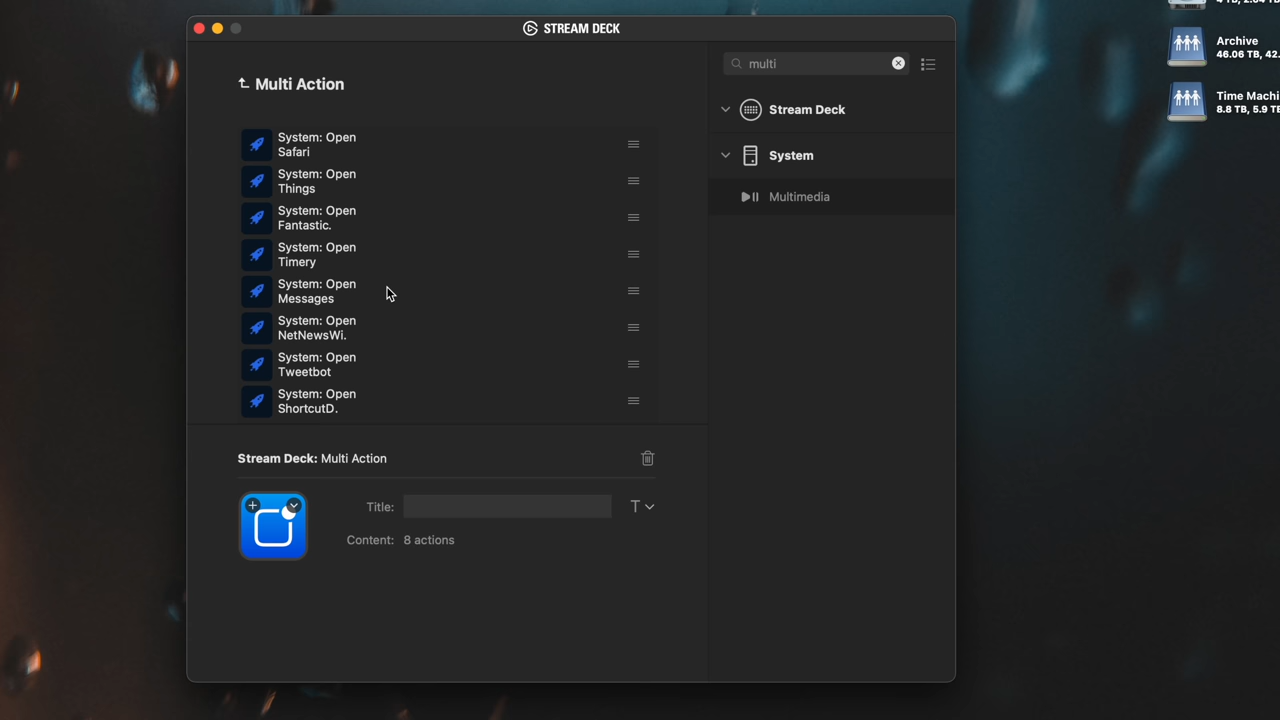 STREAM DECK
Multi Action
System: Open
Safari
System: Open
Things
System: Open
Fantastic.
System: Open
Timery
System: Open
Messages
System: Open
NetNewsWi.
System: Open
Tweetbot
System: Open
ShortcutD.
Stream Deck: Multi Action
Title:
T
Content: 8 actions
multi
Stream Deck
System
Multimedia
Archive
46.06 TB, 42.
Time Machi
8.8 TB, 5.9 T